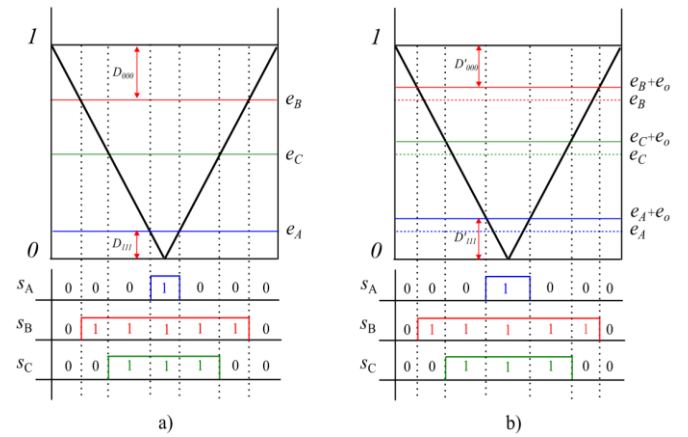 1
D000
eB
eC
eA
D111
0
sA 0 0 0 1 0 0 0
sB 0 1 1 1 1 1 0
sC 0 0 1 1 1 0 0
a)
1
D'000
eB+eo
eB
eC+eo
eC
eA+eo
eA
D'111
0
sA 0 0 0 1 0 0 0
sB 0 1 1 1 1 1 0
sC 0 0 1 1 1 0 0
b)